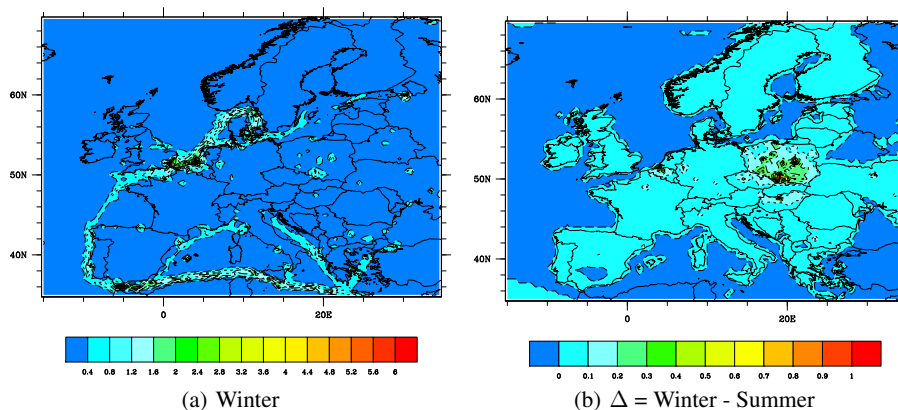 60N
50N
40N
0
20E
0.4 0.8 1.2 1.6 2 2.4 2.8 3.2 3.6 4 4.4 4.8 5.2 5.6 6
(a) Winter
60N
50N
40N
0
20E
0 0.1 0.2 0.3 0.4 0.5 0.6 0.7 0.8 0.9 1
(b) Δ = Winter - Summer